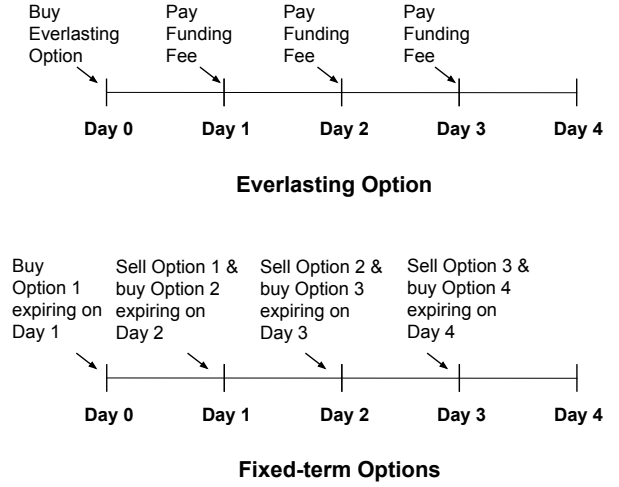 Buy
Everlasting
Option
Pay
Funding
Fee
Pay
Funding
Fee
Pay
Funding
Fee
Day 0
Day 1
Day 2
Day 3
Day 4
Everlasting Option
Buy
Option 1
expiring on
Day 1
Sell Option 1 &
buy Option 2
expiring on
Day 2
Sell Option 2 &
buy Option 3
expiring on
Day 3
Sell Option 3 &
buy Option 4
expiring on
Day 4
Day 0
Day 1
Day 2
Day 3
Day 4
Fixed-term Options